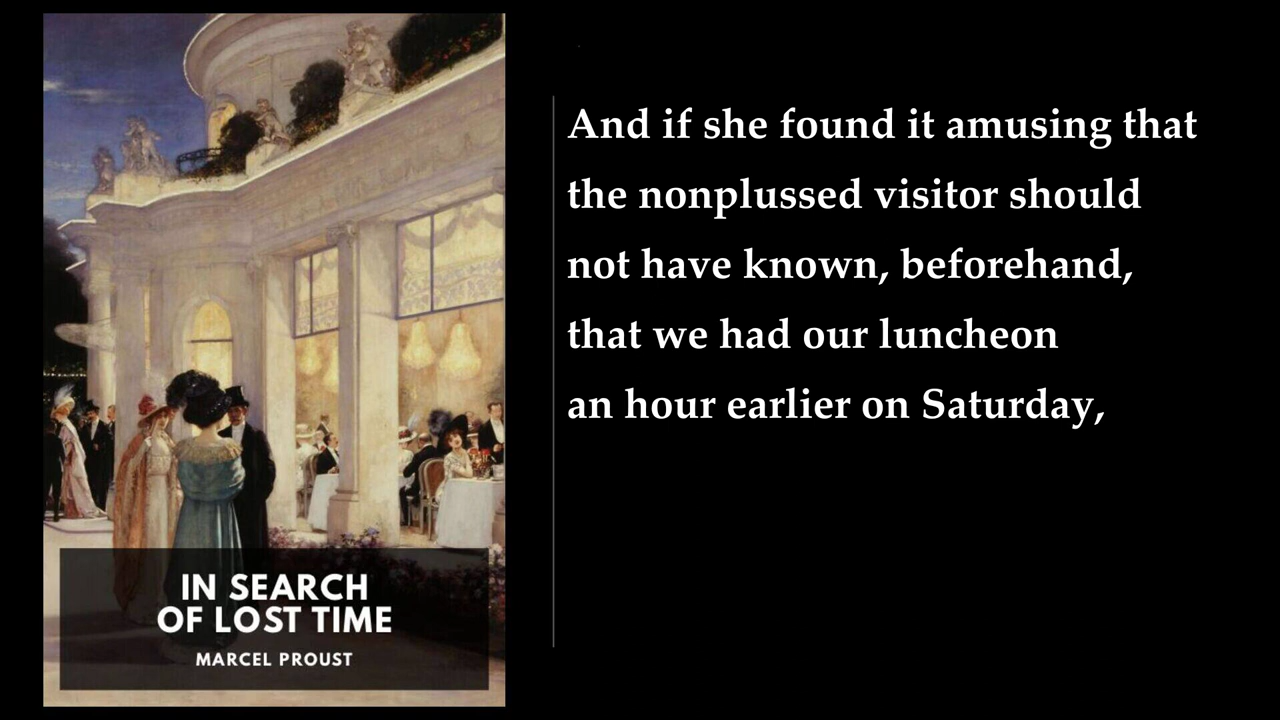 And if she found it amusing that
the nonplussed visitor should
not have known, beforehand,
that we had our luncheon
an hour earlier on Saturday,
IN SEARCH
OF LOST TIME
MARCEL PROUST